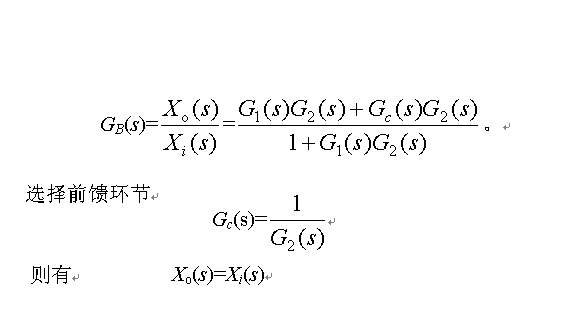 G_B(s)=X_o(s)/X_i(s)=(G_1(s)G_2(s)+G_c(s)G_2(s))/(1+G_1(s)G_2(s))。↵
选择前馈环节↵
G_c(s)=1/G_2(s)↵
则有↵ X_o(s)=X_i(s)↵